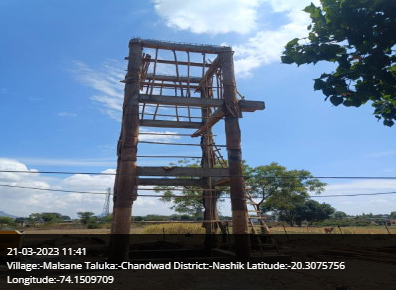 21-03-2023 11:41
Village:-Malsane Taluka:-Chandwad District:-Nashik Latitude:-20.3075756
Longitude:-74.1509709